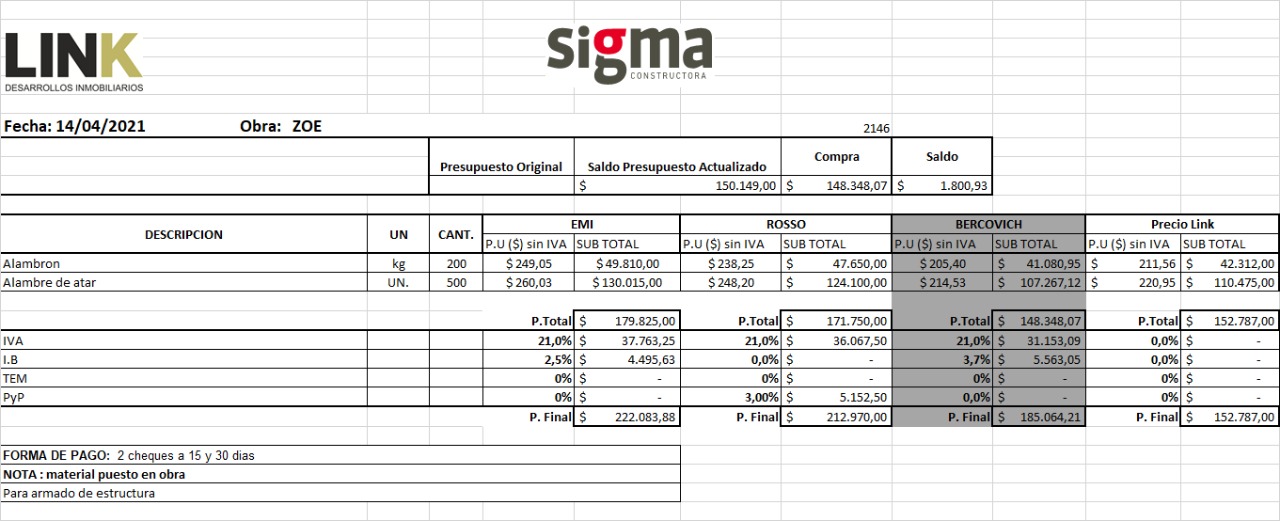 LINK
DESARROLLOS INMOBILIARIOS
sigma
CONSTRUCTORA
Fecha: 14/04/2021 Obra: ZOE 2146
Presupuesto Original Saldo Presupuesto Actualizado Compra Saldo
$ 150.149,00 $ 148.348,07 $ 1.800,93
DESCRIPCION UN CANT. EMI ROSSO BERCOVICH Precio Link
P.U ($) sin IVA SUB TOTAL P.U ($) sin IVA SUB TOTAL P.U ($) sin IVA SUB TOTAL P.U ($) sin IVA SUB TOTAL
Alambron kg 200 $ 249,05 $ 49.810,00 $ 238,25 $ 47.650,00 $ 205,40 $ 41.080,95 $ 211,56 $ 42.312,00
Alambre de atar UN. 500 $ 260,03 $ 130.015,00 $ 248,20 $ 124.100,00 $ 214,53 $ 107.267,12 $ 220,95 $ 110.475,00
P.Total $ 179.825,00 P.Total $ 171.750,00 P.Total $ 148.348,07 P.Total $ 152.787,00
IVA 21,0% $ 37.763,25 21,0% $ 36.067,50 21,0% $ 31.153,09 0,0% $ -
I.B 2,5% $ 4.495,63 0,0% $ - 3,7% $ 5.563,05 0,0% $ -
TEM 0% $ - 0% $ - 0% $ - 0% $ -
PyP 0% $ - 3,00% $ 5.152,50 0,0% $ - 0% $ -
P. Final $ 222.083,88 P. Final $ 212.970,00 P. Final $ 185.064,21 P. Final $ 152.787,00
FORMA DE PAGO: 2 cheques a 15 y 30 dias
NOTA : material puesto en obra
Para armado de estructura